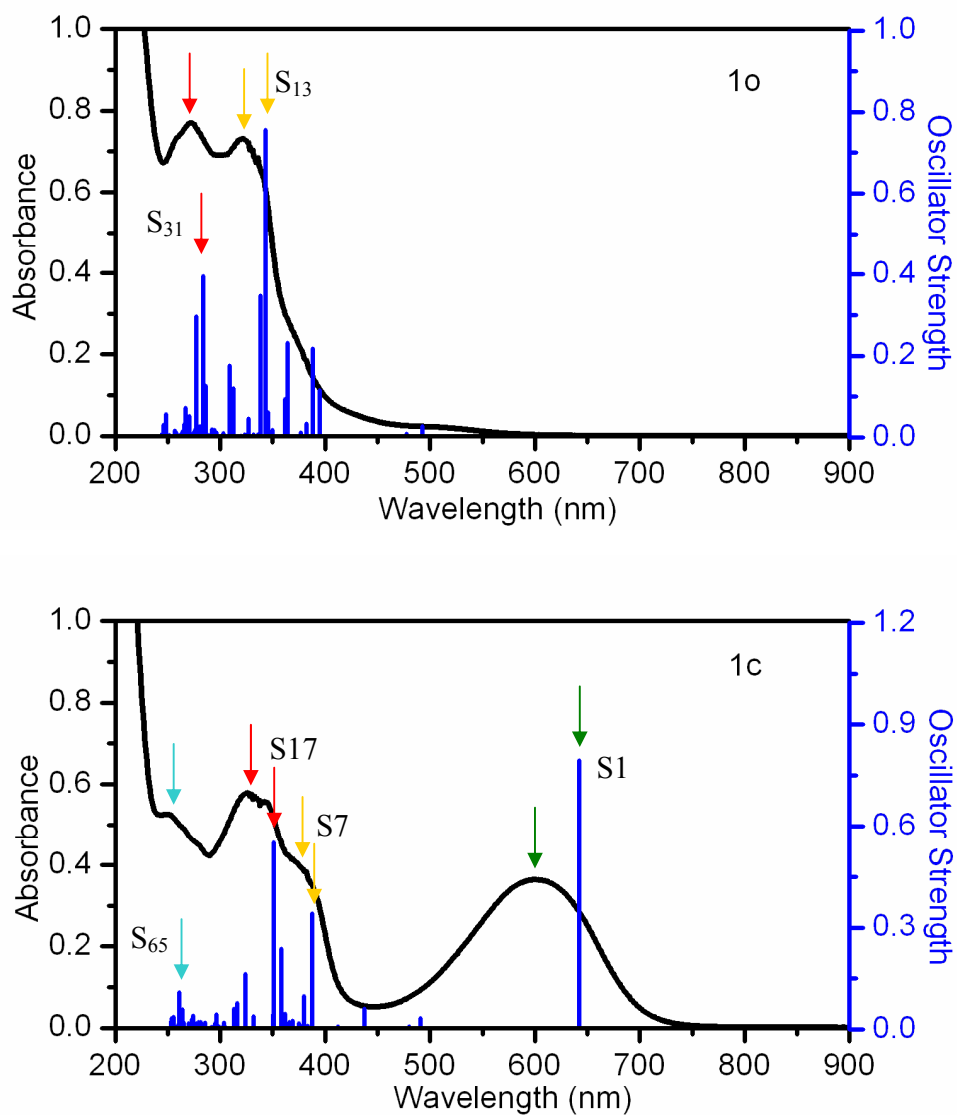 1.0 1.0
1o
S13
0.8 0.8
0.6 0.6
S31
0.4 0.4
0.2 0.2
0.0 0.0
Absorbance
Oscillator Strength
200 300 400 500 600 700 800 900
Wavelength (nm)
1.0 1.2
1c
0.8 0.9
S17 S1
0.6 0.6
S7
0.4
0.3
S65
0.2
0.0 0.0
Absorbance
Oscillator Strength
200 300 400 500 600 700 800 900
Wavelength (nm)